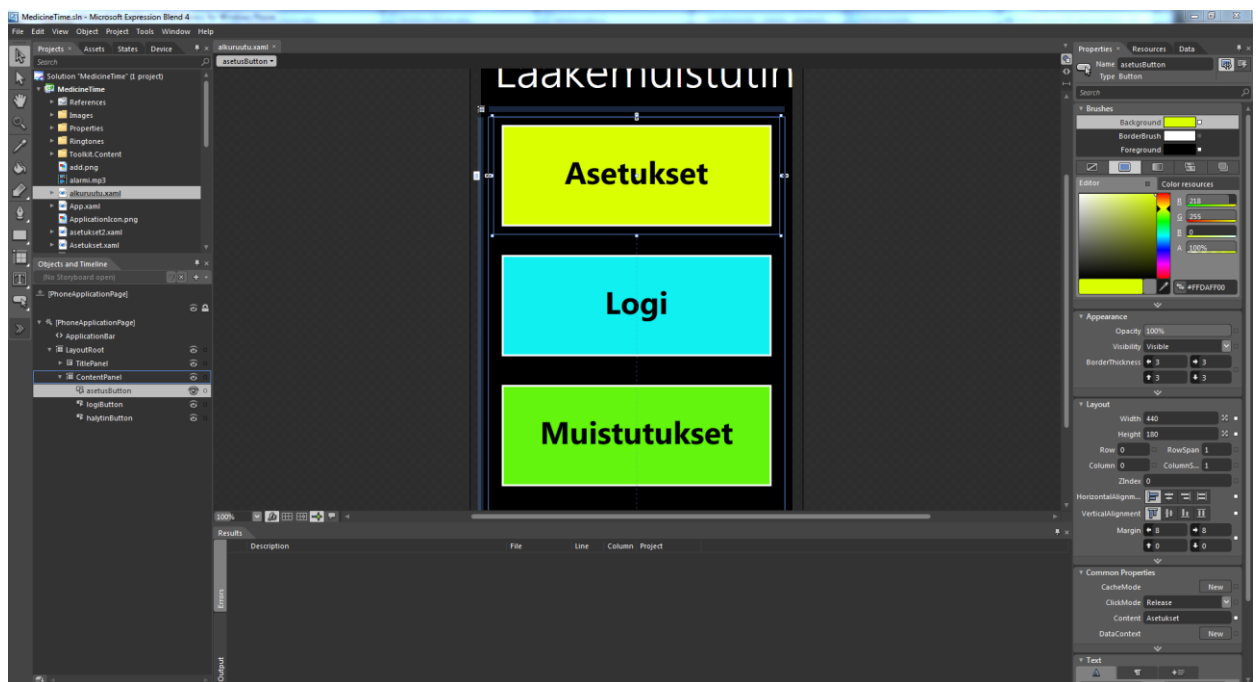 MedicineTime.sln - Microsoft Expression Blend 4
File Edit View Object Project Tools Window Help
Projects × Assets States Device
Search
Solution "MedicineTime" (1 project)
MedicineTime
References
Images
Properties
Ringtones
Toolkit.Content
add.png
alarmi.mp3
alkuruutu.xaml
App.xaml
ApplicationIcon.png
asetukset2.xaml
Asetukset.xaml
Objects and Timeline
(No Storyboard open)
[PhoneApplicationPage]
[PhoneApplicationPage]
ApplicationBar
LayoutRoot
TitlePanel
ContentPanel
asetusButton
logiButton
halytinButton
alkuruutu.xaml ×
asetusButton
Lääkemuistutin
Asetukset
Logi
Muistutukset
100%
Results
Description File Line Column Project
Errors
Output
Properties × Resources Data
Name asetusButton
Type Button
Search
Brushes
Background
BorderBrush
Foreground
Editor Color resources
R 218
G 255
B 0
A 100%
#FFDAFF00
Appearance
Opacity 100%
Visibility Visible
BorderThickness 3 3
3 3
Layout
Width 440
Height 180
Row 0 RowSpan 1
Column 0 ColumnS... 1
ZIndex 0
HorizontalAlignm...
VerticalAlignment
Margin 8 8
0 0
Common Properties
CacheMode New
ClickMode Release
Content Asetukset
DataContext New
Text